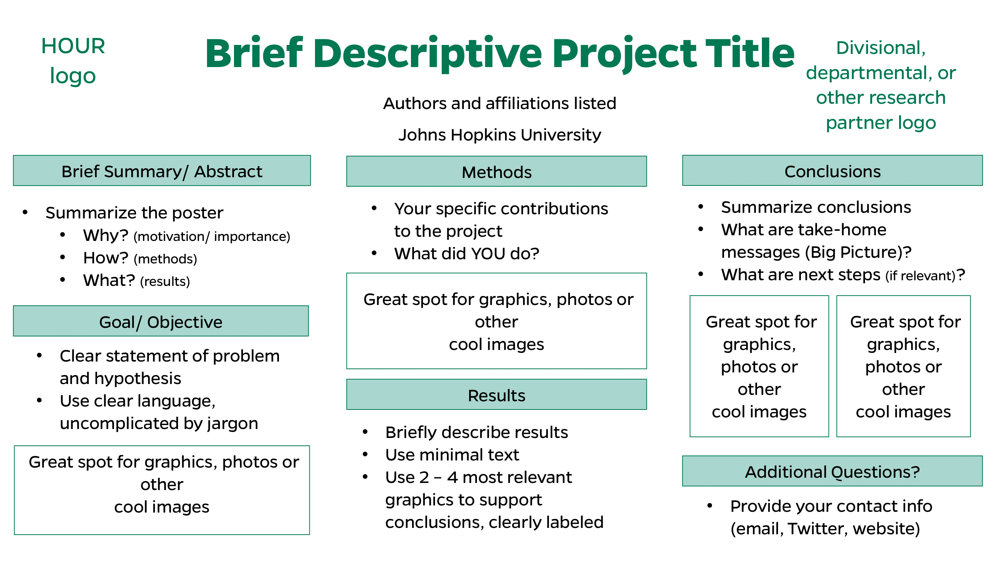 HOUR
logo
Brief Descriptive Project Title
Divisional,
departmental, or
other research
partner logo
Authors and affiliations listed
Johns Hopkins University
Brief Summary/ Abstract
• Summarize the poster
• Why? (motivation/ importance)
• How? (methods)
• What? (results)
Goal/ Objective
• Clear statement of problem
and hypothesis
• Use clear language,
uncomplicated by jargon
Great spot for graphics, photos or
other
cool images
Methods
• Your specific contributions
to the project
• What did YOU do?
Great spot for graphics, photos or
other
cool images
Results
• Briefly describe results
• Use minimal text
• Use 2 – 4 most relevant
graphics to support
conclusions, clearly labeled
Conclusions
• Summarize conclusions
• What are take-home
messages (Big Picture)?
• What are next steps (if relevant)?
Great spot for
graphics,
photos or
other
cool images
Great spot for
graphics,
photos or
other
cool images
Additional Questions?
• Provide your contact info
(email, Twitter, website)